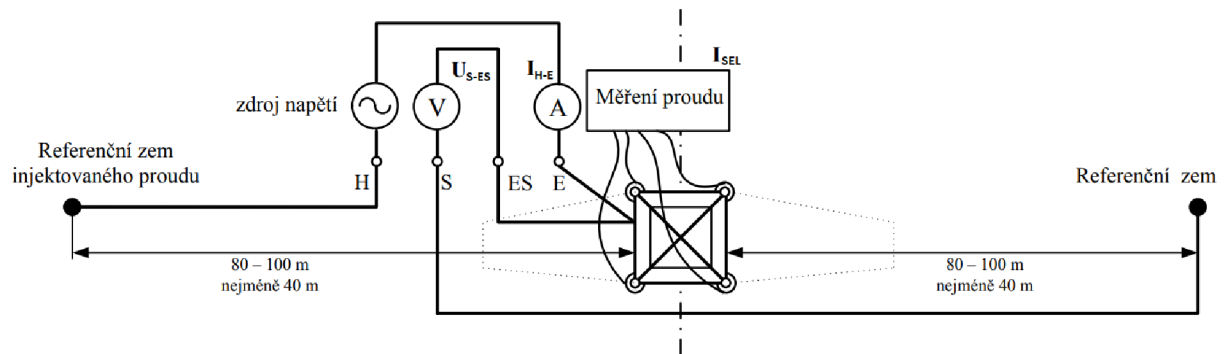 I_SEL
U_S-ES
I_H-E
Měření proudu
zdroj napětí
V
A
Referenční zem
injektovaného proudu
H
S
ES
E
Referenční zem
80 – 100 m
nejméně 40 m
80 – 100 m
nejméně 40 m